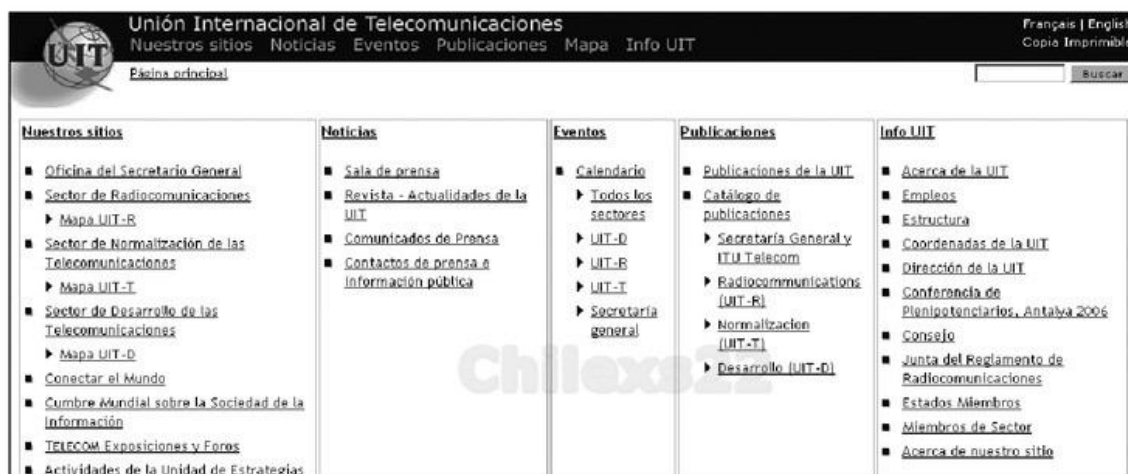 Unión Internacional de Telecomunicaciones
Nuestros sitios Noticias Eventos Publicaciones Mapa Info UIT
Français | English
Copia Imprimible
UIT
Página principal
Buscar
Nuestros sitios
Oficina del Secretario General
Sector de Radiocomunicaciones
Mapa UIT-R
Sector de Normalización de las
Telecomunicaciones
Mapa UIT-T
Sector de Desarrollo de las
Telecomunicaciones
Mapa UIT-D
Conectar el Mundo
Cumbre Mundial sobre la Sociedad de la
Información
TELECOM Exposiciones y Foros
Actividades de la Unidad de Estrategias
Noticias
Sala de prensa
Revista - Actualidades de la
UIT
Comunicados de Prensa
Contactos de prensa e
información pública
Eventos
Calendario
Todos los
sectores
UIT-D
UIT-R
UIT-T
Secretaría
general
Publicaciones
Publicaciones de la UIT
Catálogo de
publicaciones
Secretaría General y
ITU Telecom
Radiocommunications
(UIT-R)
Normalizacion
(UIT-T)
Desarrollo (UIT-D)
Info UIT
Acerca de la UIT
Empleos
Estructura
Coordenadas de la UIT
Dirección de la UIT
Conferencia de
Plenipotenciarios, Antalya 2006
Consejo
Junta del Reglamento de
Radiocomunicaciones
Estados Miembros
Miembros de Sector
Acerca de nuestro sitio
Chilexs22